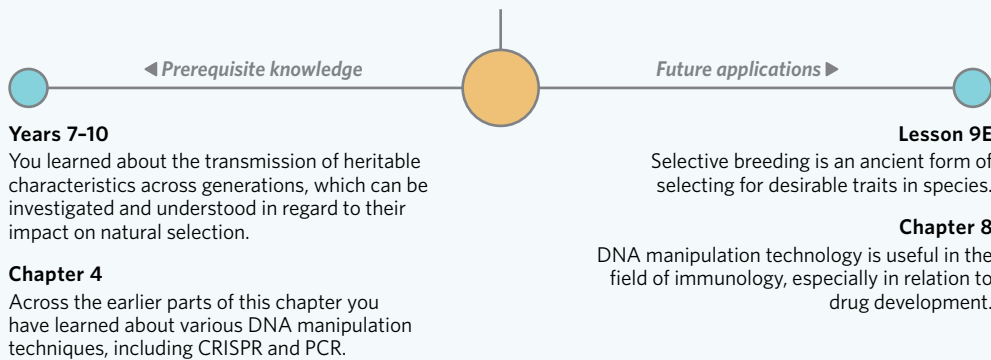 ◀ Prerequisite knowledge
Future applications ▶
Years 7–10
You learned about the transmission of heritable
characteristics across generations, which can be
investigated and understood in regard to their
impact on natural selection.
Chapter 4
Across the earlier parts of this chapter you
have learned about various DNA manipulation
techniques, including CRISPR and PCR.
Lesson 9E
Selective breeding is an ancient form of
selecting for desirable traits in species.
Chapter 8
DNA manipulation technology is useful in the
field of immunology, especially in relation to
drug development.